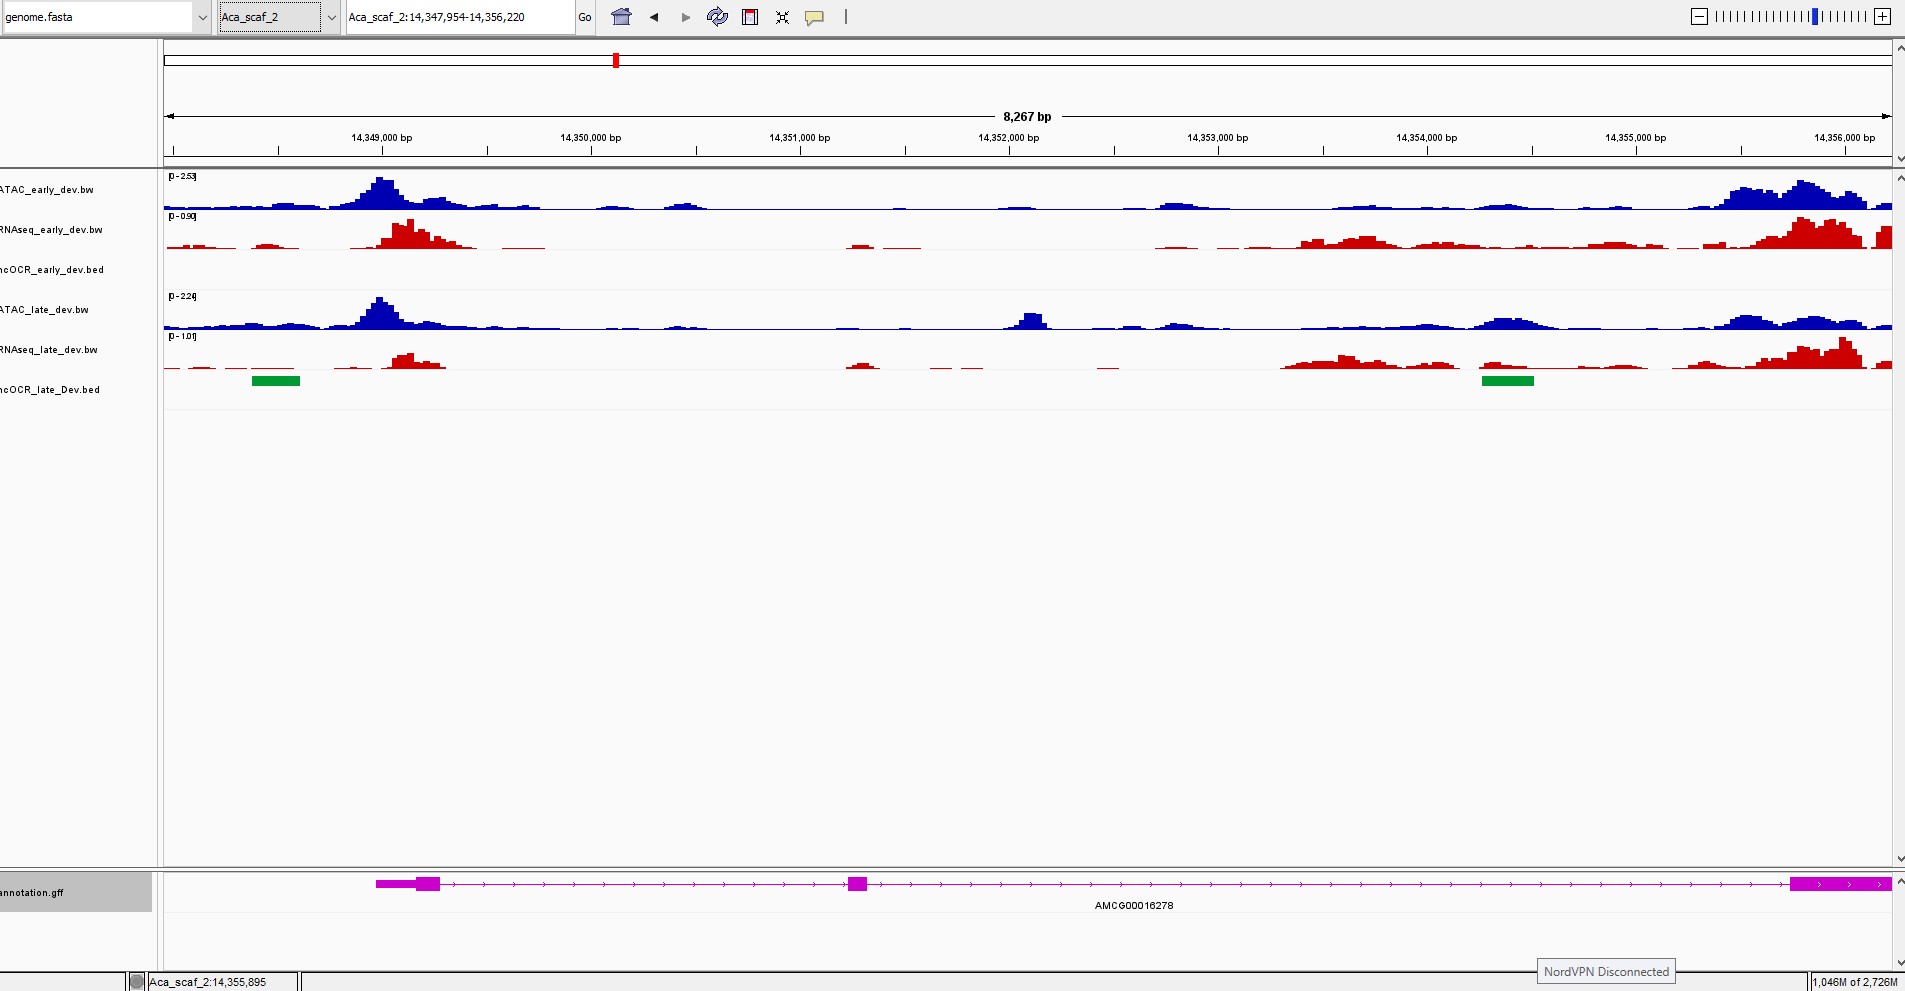 genome.fasta Aca_scaf_2 Aca_scaf_2:14,347,954-14,356,220 Go
8,267 bp
14,349,000 bp 14,350,000 bp 14,351,000 bp 14,352,000 bp 14,353,000 bp 14,354,000 bp 14,355,000 bp 14,356,000 bp
[0 - 2.53]
ATAC_early_dev.bw
[0 - 0.90]
RNAseq_early_dev.bw
ncOCR_early_dev.bed
[0 - 2.24]
ATAC_late_dev.bw
[0 - 1.01]
RNAseq_late_dev.bw
ncOCR_late_Dev.bed
annotation.gff
AMCG00016278
NordVPN Disconnected
Aca_scaf_2:14,355,895 1,046M of 2,726M